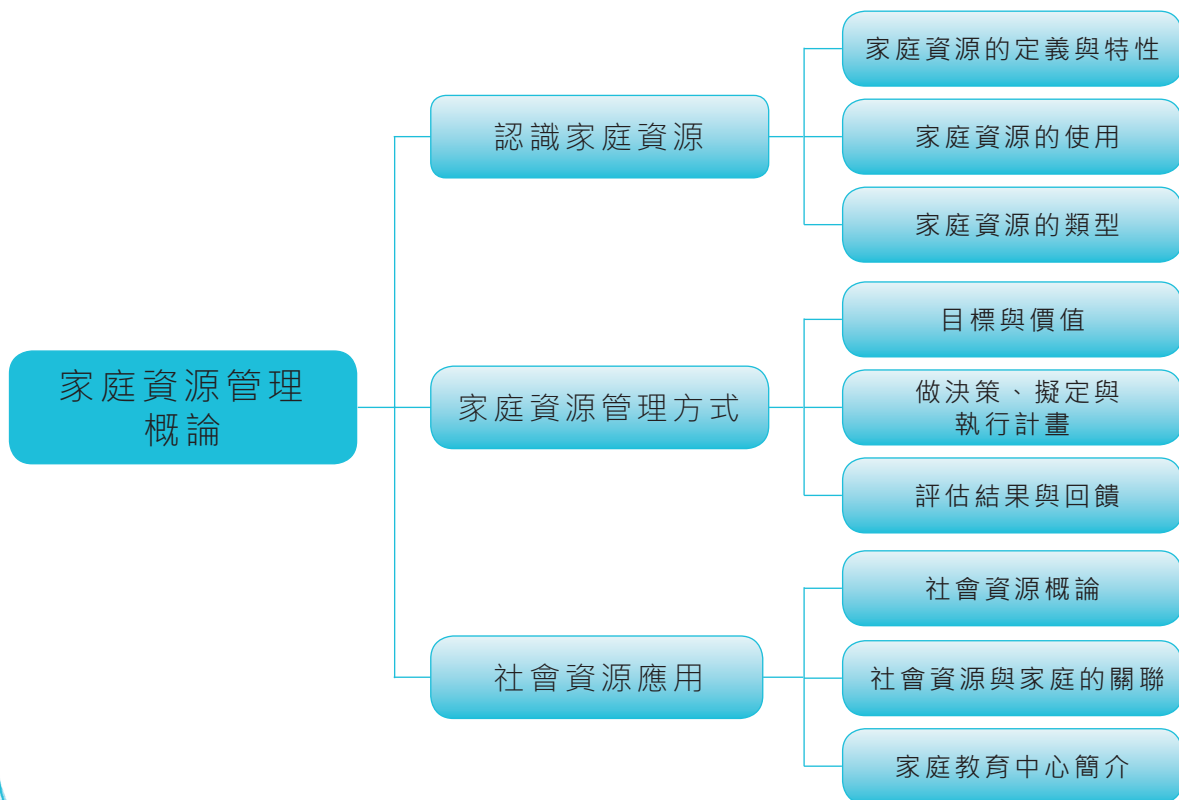 家庭資源管理
概論
認識家庭資源
家庭資源的定義與特性
家庭資源的使用
家庭資源的類型
家庭資源管理方式
目標與價值
做決策、擬定與
執行計畫
評估結果與回饋
社會資源應用
社會資源概論
社會資源與家庭的關聯
家庭教育中心簡介